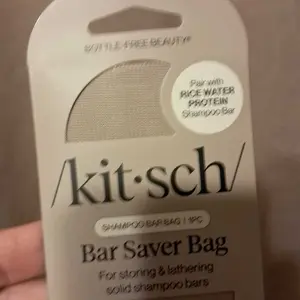 BOTTLE-FREE BEAUTY®
Pair with
RICE WATER
PROTEIN
Shampoo Bar
/kit·sch/
SHAMPOO BAR BAG | 1PC
Bar Saver Bag
For storing & lathering
solid shampoo bars